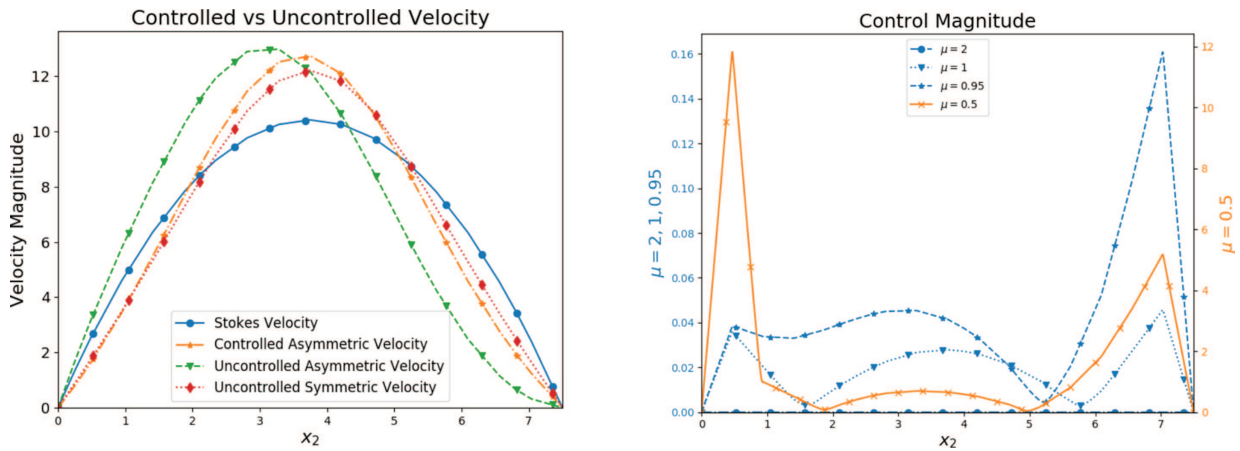 Controlled vs Uncontrolled Velocity
Velocity Magnitude
12
10
8
6
4
2
0
0 1 2 3 4 5 6 7
x₂
Stokes Velocity
Controlled Asymmetric Velocity
Uncontrolled Asymmetric Velocity
Uncontrolled Symmetric Velocity
Control Magnitude
μ = 2, 1, 0.95
0.16
0.14
0.12
0.10
0.08
0.06
0.04
0.02
0.00
μ = 2
μ = 1
μ = 0.95
μ = 0.5
0 1 2 3 4 5 6 7
x₂
12
10
8
6
4
2
0
μ = 0.5